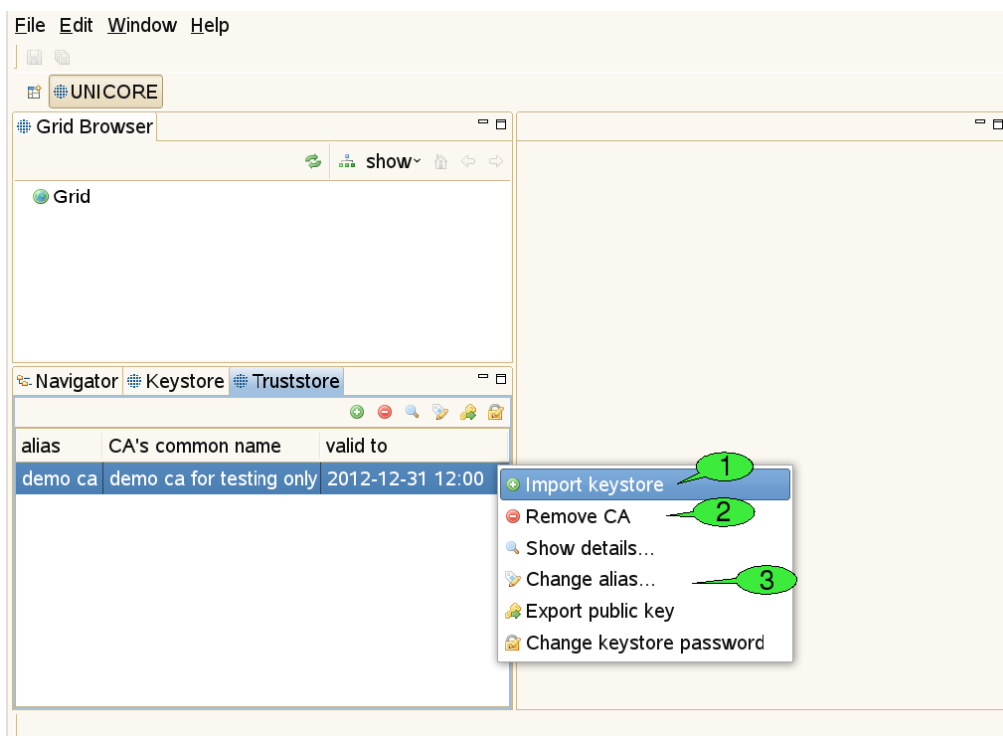 File Edit Window Help
UNICORE
Grid Browser
show
Grid
Navigator Keystore Truststore
alias CA's common name valid to
demo ca demo ca for testing only 2012-12-31 12:00
Import keystore 1
Remove CA 2
Show details...
Change alias... 3
Export public key
Change keystore password